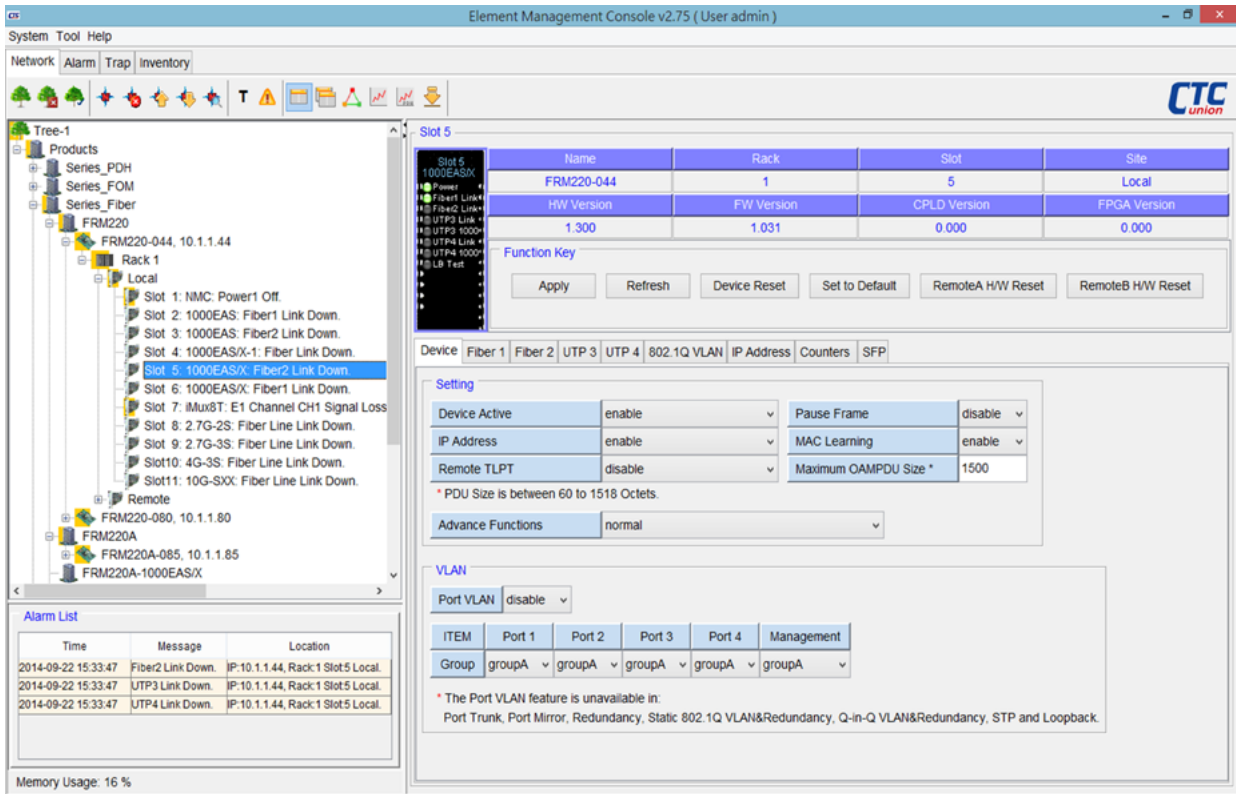 CTC
Element Management Console v2.75 ( User admin )
System Tool Help
Network Alarm Trap Inventory
T
CTC
union
Tree-1
Products
Series_PDH
Series_FOM
Series_Fiber
FRM220
FRM220-044, 10.1.1.44
Rack 1
Local
Slot 1: NMC: Power1 Off.
Slot 2: 1000EAS: Fiber1 Link Down.
Slot 3: 1000EAS: Fiber2 Link Down.
Slot 4: 1000EAS/X-1: Fiber Link Down.
Slot 5: 1000EAS/X: Fiber2 Link Down.
Slot 6: 1000EAS/X: Fiber1 Link Down.
Slot 7: iMux8T: E1 Channel CH1 Signal Loss
Slot 8: 2.7G-2S: Fiber Line Link Down.
Slot 9: 2.7G-3S: Fiber Line Link Down.
Slot10: 4G-3S: Fiber Line Link Down.
Slot11: 10G-SXX: Fiber Line Link Down.
Remote
FRM220-080, 10.1.1.80
FRM220A
FRM220A-085, 10.1.1.85
FRM220A-1000EAS/X
Alarm List
Time Message Location
2014-09-22 15:33:47 Fiber2 Link Down. IP:10.1.1.44, Rack:1 Slot:5 Local.
2014-09-22 15:33:47 UTP3 Link Down. IP:10.1.1.44, Rack:1 Slot:5 Local.
2014-09-22 15:33:47 UTP4 Link Down. IP:10.1.1.44, Rack:1 Slot:5 Local.
Memory Usage: 16 %
Slot 5
Slot 5
1000EAS/X
Power
Fiber1 Link
Fiber2 Link
UTP3 Link
UTP3 1000
UTP4 Link
UTP4 1000
LB Test
Name Rack Slot Site
FRM220-044 1 5 Local
HW Version FW Version CPLD Version FPGA Version
1.300 1.031 0.000 0.000
Function Key
Apply Refresh Device Reset Set to Default RemoteA H/W Reset RemoteB H/W Reset
Device Fiber 1 Fiber 2 UTP 3 UTP 4 802.1Q VLAN IP Address Counters SFP
Setting
Device Active enable Pause Frame disable
IP Address enable MAC Learning enable
Remote TLPT disable Maximum OAMPDU Size * 1500
* PDU Size is between 60 to 1518 Octets.
Advance Functions normal
VLAN
Port VLAN disable
ITEM Port 1 Port 2 Port 3 Port 4 Management
Group groupA groupA groupA groupA groupA
* The Port VLAN feature is unavailable in:
Port Trunk, Port Mirror, Redundancy, Static 802.1Q VLAN&Redundancy, Q-in-Q VLAN&Redundancy, STP and Loopback.